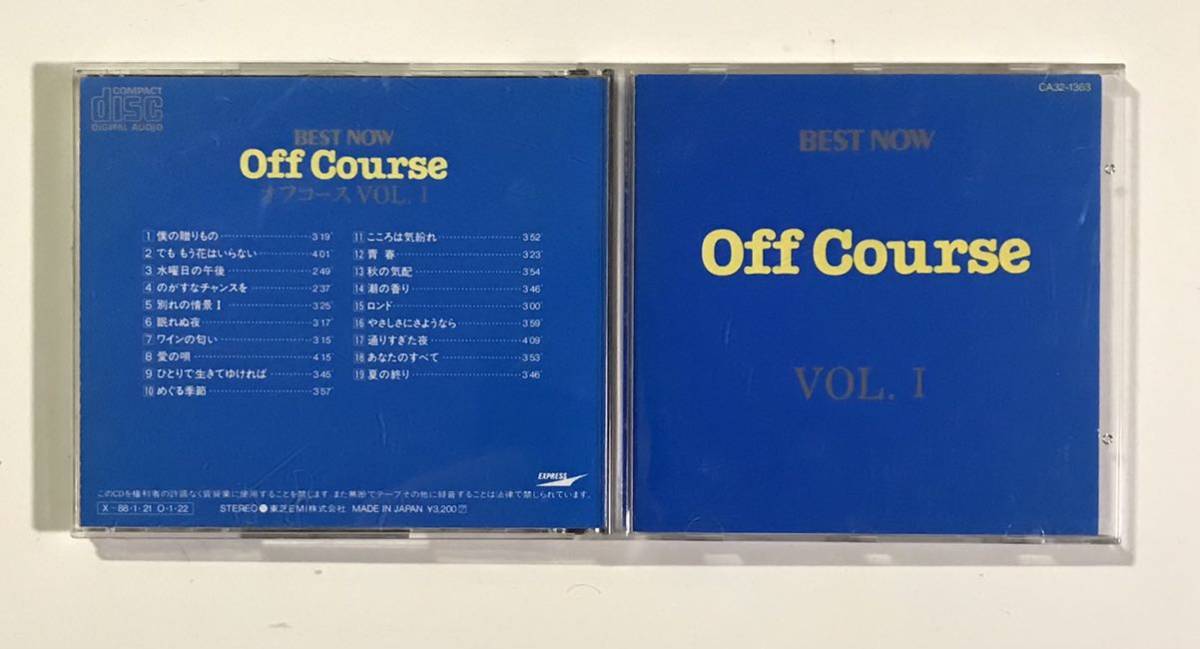 COMPACT
disc
DIGITAL AUDIO
BEST NOW
Off Course
オフコース VOL. I
1 僕の贈りもの 3'19"
2 でももう花はいらない 4'01"
3 水曜日の午後 2'49"
4 のがすなチャンスを 2'37"
5 別れの情景 I 3'25"
6 眠れぬ夜 3'17"
7 ワインの匂い 3'15"
8 愛の唄 4'15"
9 ひとりで生きてゆければ 3'45"
10 めぐる季節 3'57"
11 こころは気紛れ 3'52"
12 青春 3'23"
13 秋の気配 3'54"
14 潮の香り 3'46"
15 ロンド 3'00"
16 やさしさにさようなら 3'59"
17 通りすぎた夜 4'09"
18 あなたのすべて 3'53"
19 夏の終り 3'46"
EXPRESS
このCDを権利者の許諾なく賃貸業に使用することを禁じます。また無断でテープその他に録音することは法律で禁じられています。
X-88・1・21 O・1・22 STEREO ●東芝EMI株式会社 MADE IN JAPAN ¥3,200
CA32-1363
BEST NOW
Off Course
VOL. I